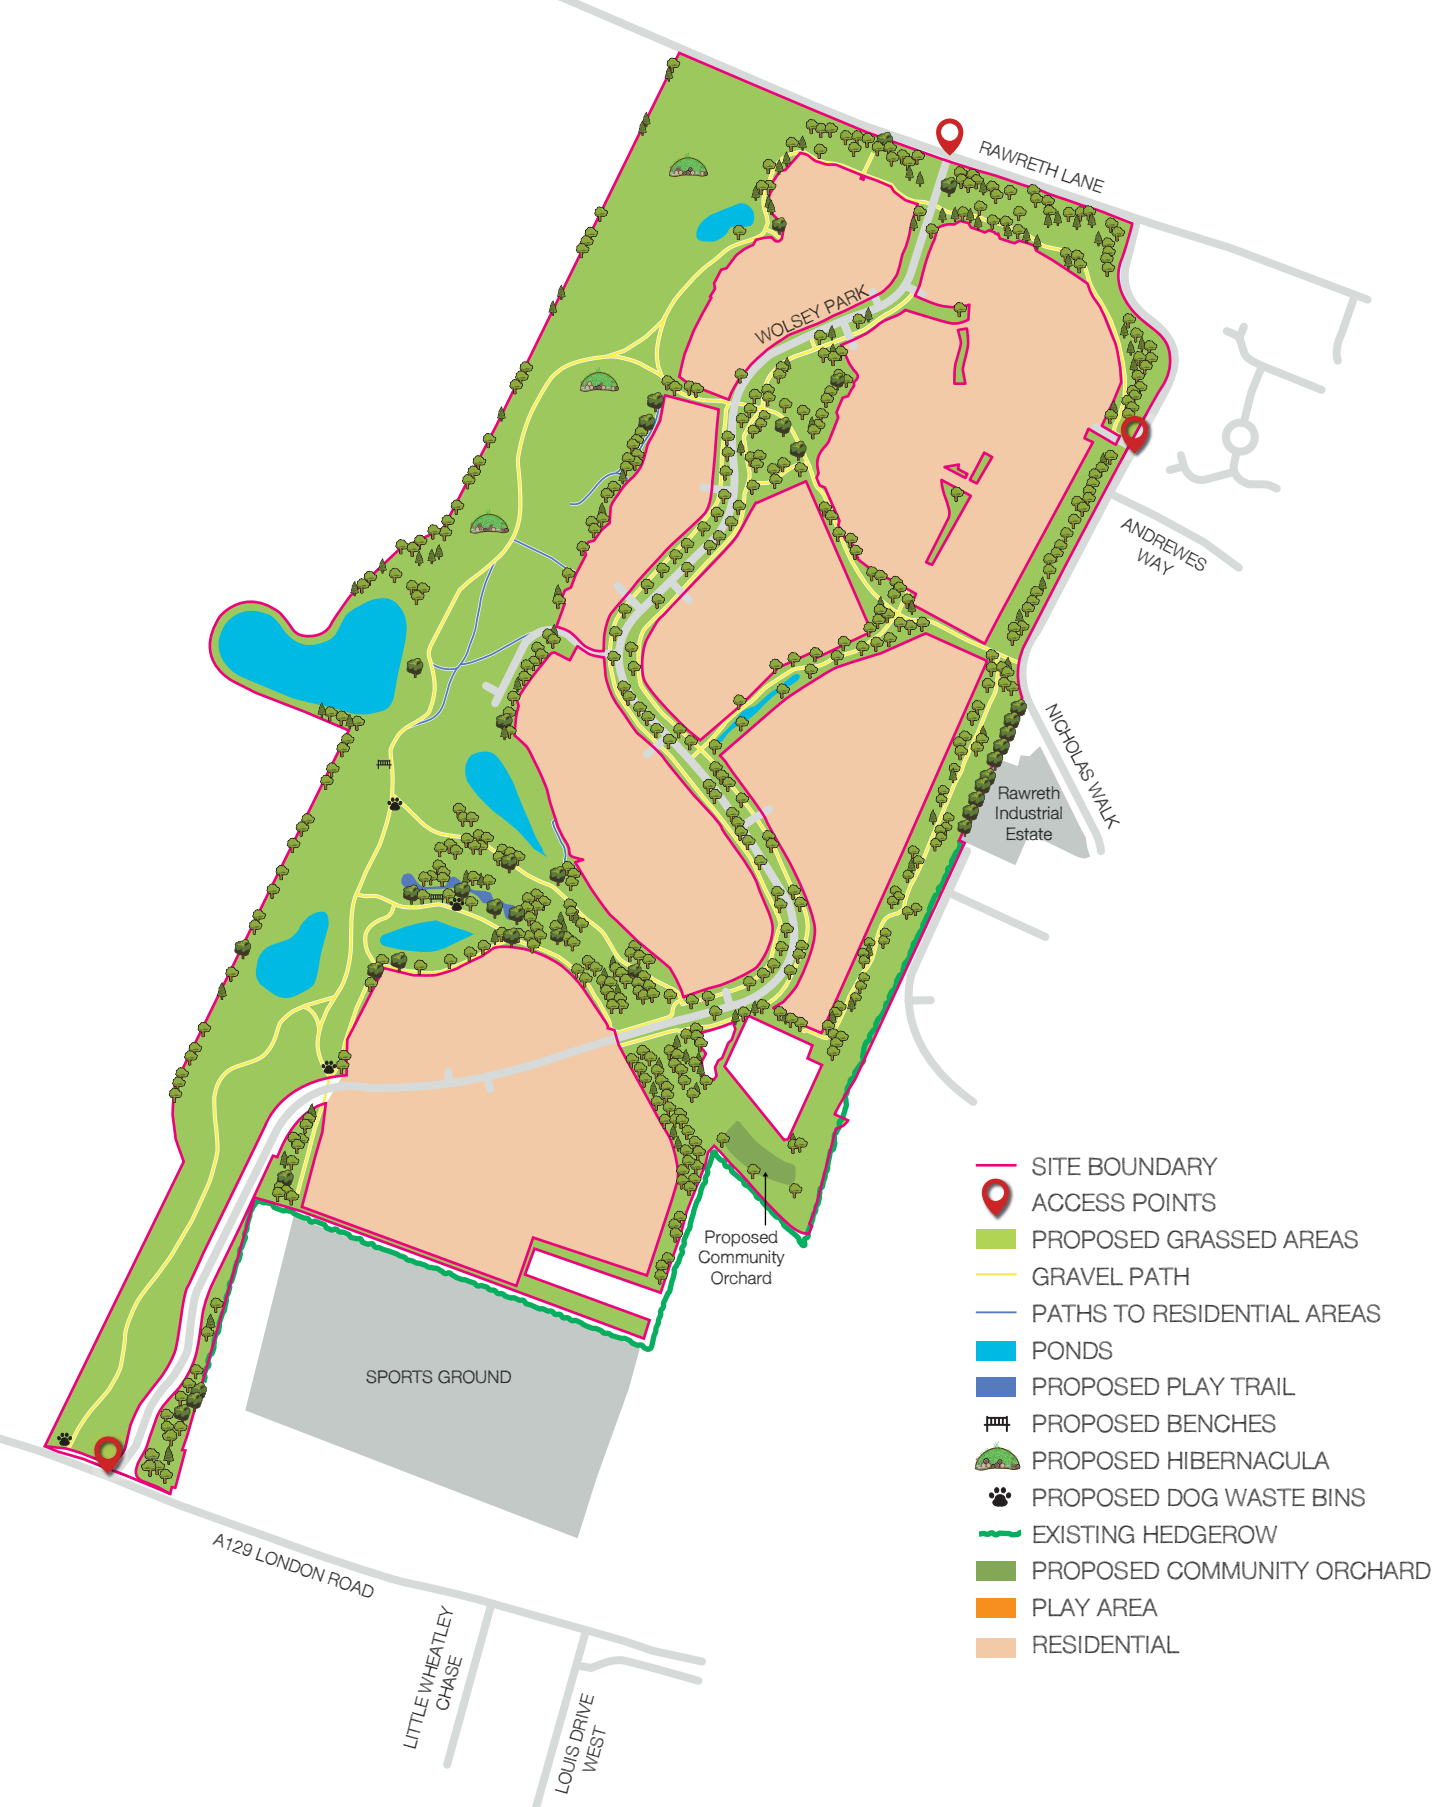 RAWRETH LANE
WOLSEY PARK
ANDREWES
WAY
NICHOLAS WALK
Rawreth
Industrial
Estate
Proposed
Community
Orchard
SPORTS GROUND
A129 LONDON ROAD
LITTLE WHEATLEY
CHASE
LOUIS DRIVE
WEST
SITE BOUNDARY
ACCESS POINTS
PROPOSED GRASSED AREAS
GRAVEL PATH
PATHS TO RESIDENTIAL AREAS
PONDS
PROPOSED PLAY TRAIL
PROPOSED BENCHES
PROPOSED HIBERNACULA
PROPOSED DOG WASTE BINS
EXISTING HEDGEROW
PROPOSED COMMUNITY ORCHARD
PLAY AREA
RESIDENTIAL